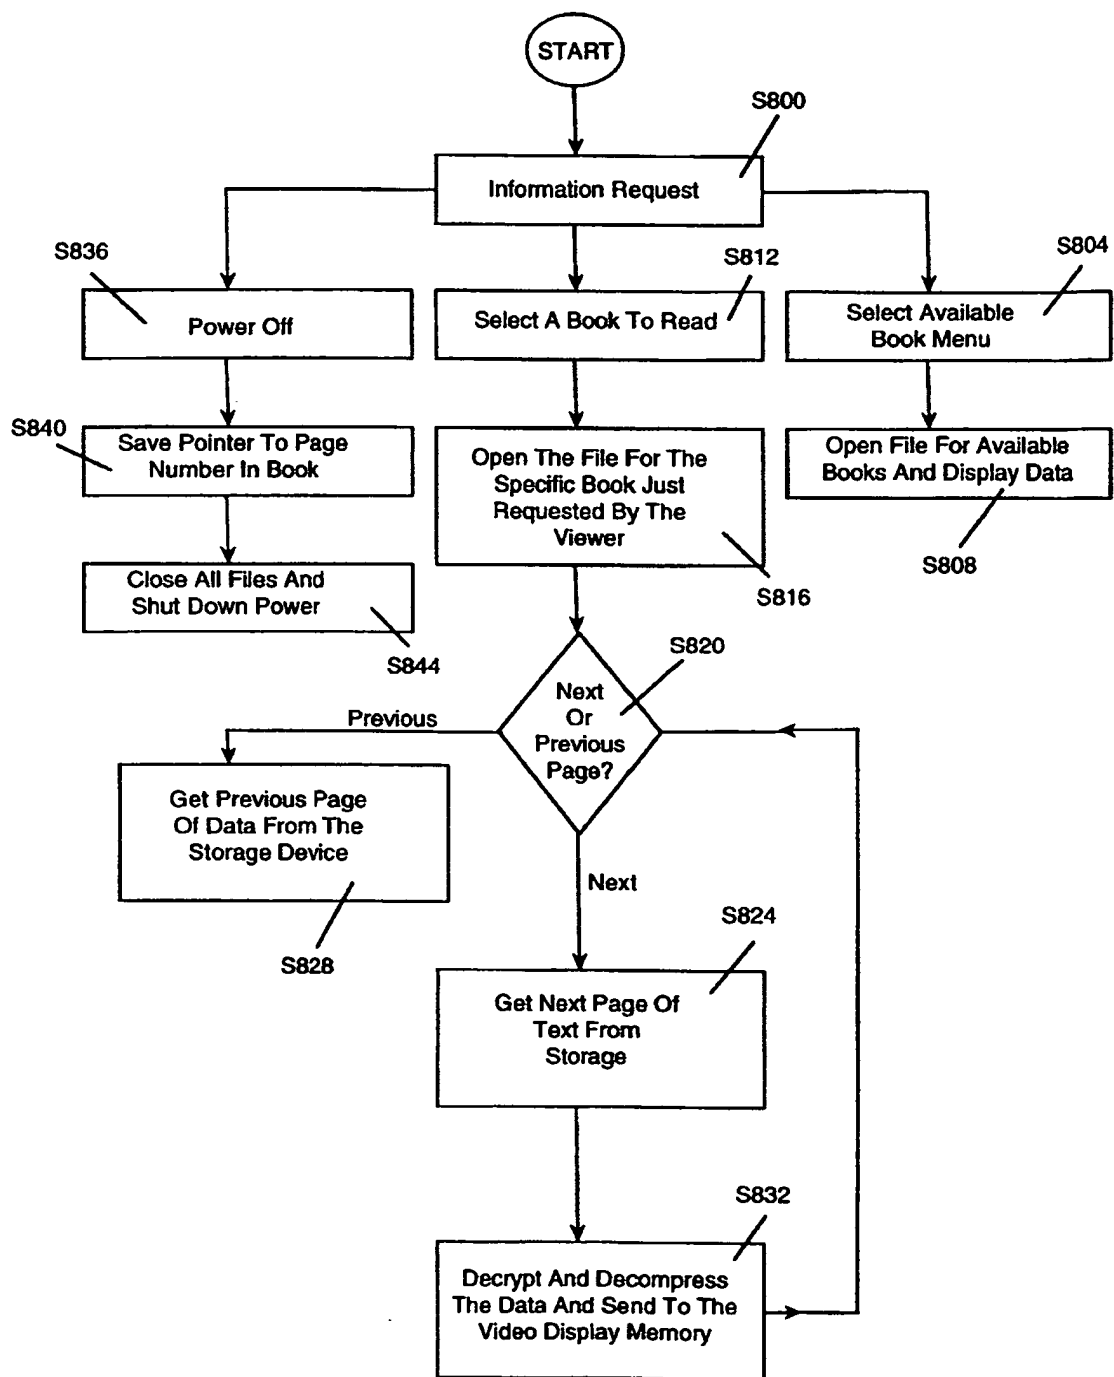 START
S800
Information Request
S836
Power Off
S812
Select A Book To Read
S804
Select Available
Book Menu
S840
Save Pointer To Page
Number In Book
Open The File For The
Specific Book Just
Requested By The
Viewer
S816
Open File For Available
Books And Display Data
S808
Close All Files And
Shut Down Power
S844
S820
Next
Or
Previous
Page?
Previous
Get Previous Page
Of Data From The
Storage Device
S828
Next
S824
Get Next Page Of
Text From
Storage
S832
Decrypt And Decompress
The Data And Send To The
Video Display Memory